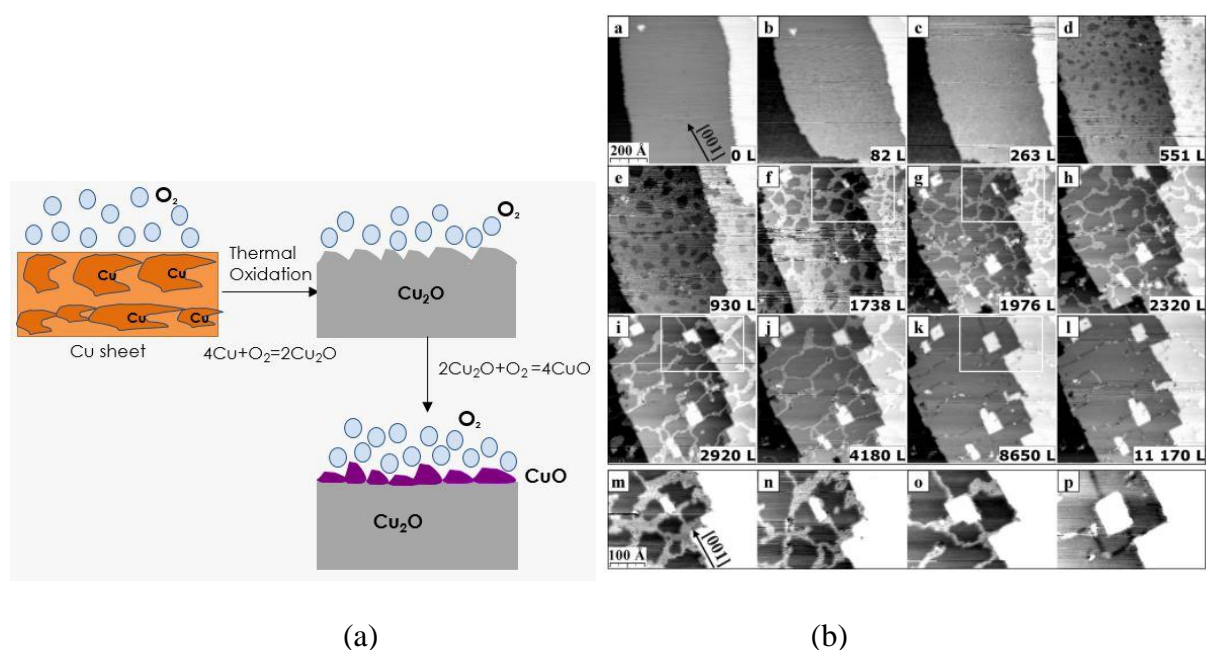 O₂
Cu
Cu
Cu
Cu
Cu
Cu sheet
Thermal
Oxidation
4Cu+O₂=2Cu₂O
O₂
Cu₂O
2Cu₂O+O₂=4CuO
O₂
CuO
Cu₂O
(a)
a
[001]
200 Å
0 L
b
82 L
c
263 L
d
551 L
e
930 L
f
1738 L
g
1976 L
h
2320 L
i
2920 L
j
4180 L
k
8650 L
l
11 170 L
m
[001]
100 Å
n
o
p
(b)